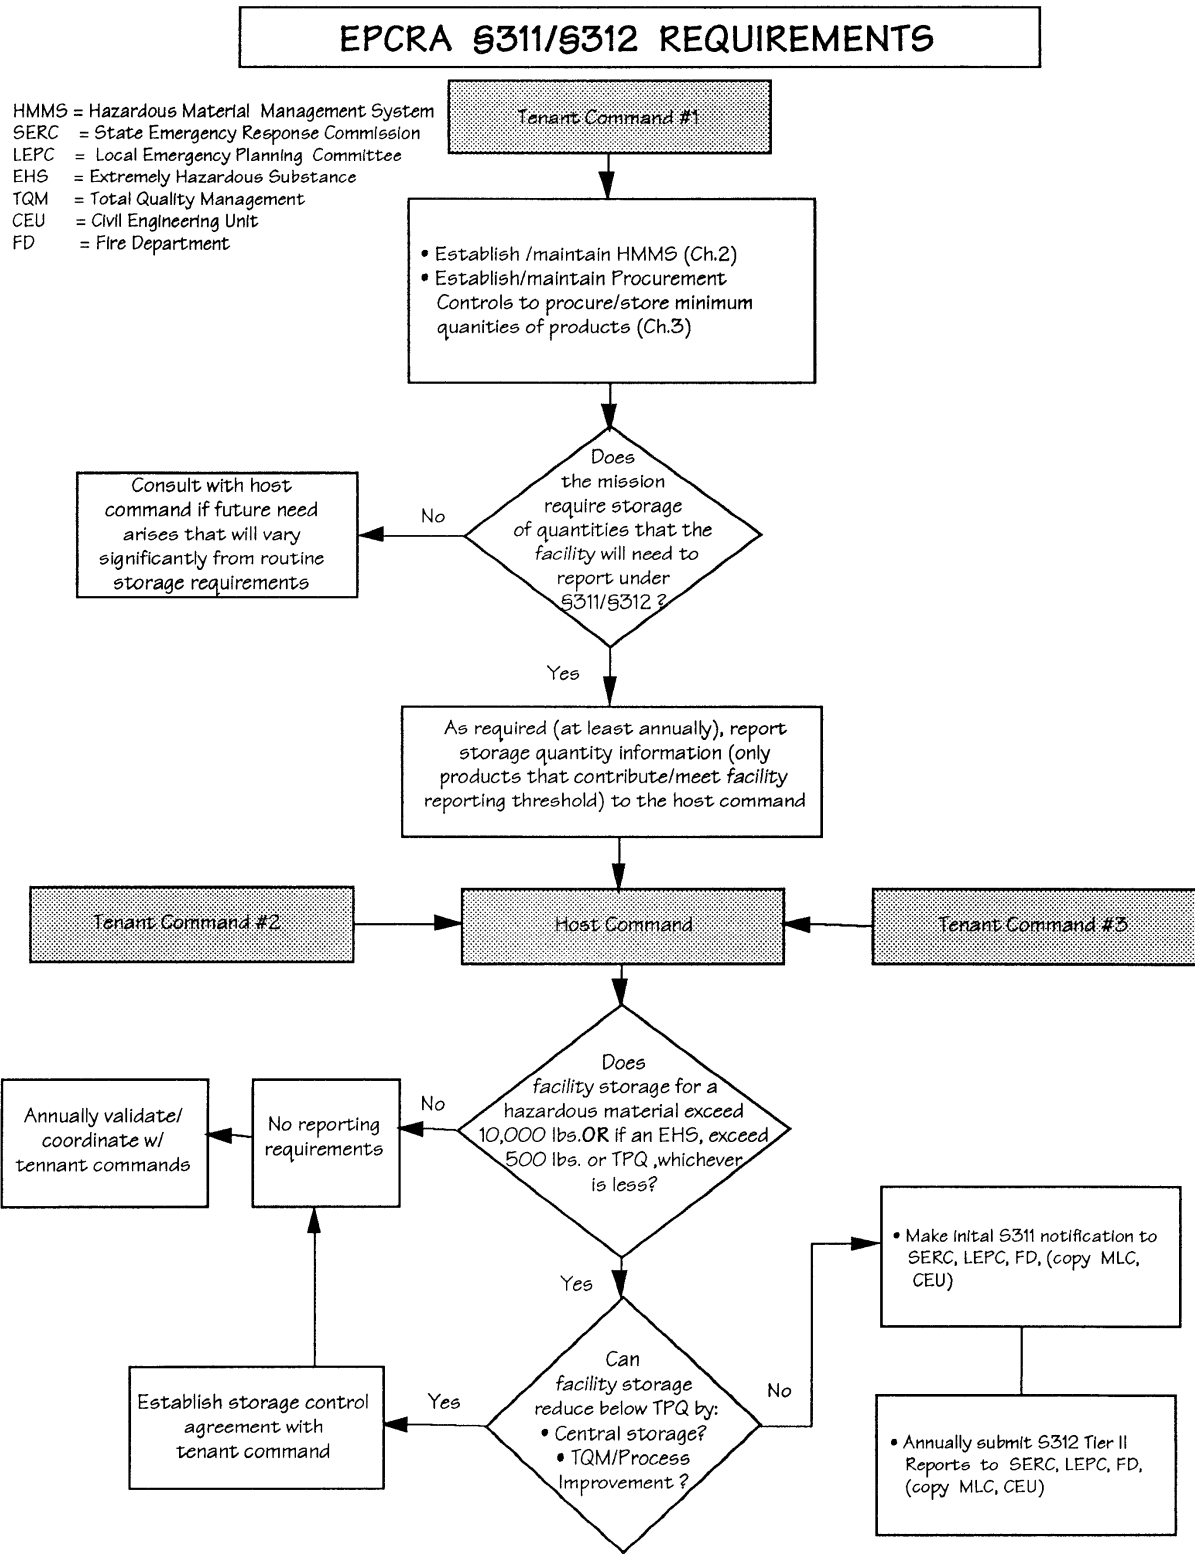 EPCRA §311/§312 REQUIREMENTS
HMMS = Hazardous Material Management System
SERC = State Emergency Response Commission
LEPC = Local Emergency Planning Committee
EHS = Extremely Hazardous Substance
TQM = Total Quality Management
CEU = Civil Engineering Unit
FD = Fire Department
Tenant Command #1
• Establish /maintain HMMS (Ch.2)
• Establish/maintain Procurement
Controls to procure/store minimum
quanities of products (Ch.3)
Does
the mission
require storage
of quantities that the
facility will need to
report under
§311/§312 ?
No
Consult with host
command if future need
arises that will vary
significantly from routine
storage requirements
Yes
As required (at least annually), report
storage quantity information (only
products that contribute/meet facility
reporting threshold) to the host command
Tenant Command #2
Host Command
Tenant Command #3
Does
facility storage for a
hazardous material exceed
10,000 lbs.OR if an EHS, exceed
500 lbs. or TPQ ,whichever
is less?
No
No reporting
requirements
Annually validate/
coordinate w/
tennant commands
Yes
Can
facility storage
reduce below TPQ by:
• Central storage?
• TQM/Process
Improvement ?
Yes
Establish storage control
agreement with
tenant command
No
• Make inital S311 notification to
SERC, LEPC, FD, (copy MLC,
CEU)
• Annually submit S312 Tier II
Reports to SERC, LEPC, FD,
(copy MLC, CEU)